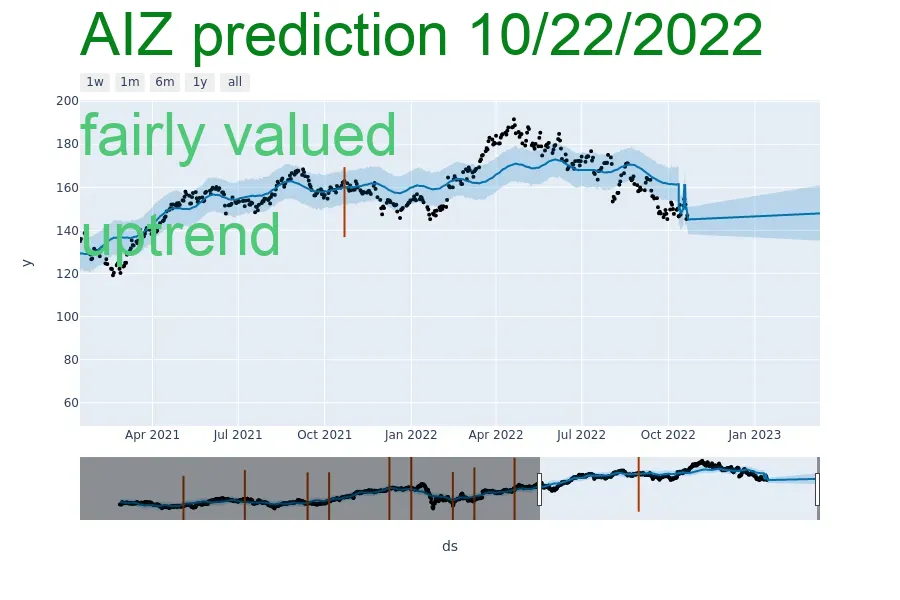 AIZ prediction 10/22/2022
1w 1m 6m 1y all
200
fairly valued
180
160
140
uptrend
120
100
80
60
y
Apr 2021 Jul 2021 Oct 2021 Jan 2022 Apr 2022 Jul 2022 Oct 2022 Jan 2023
ds